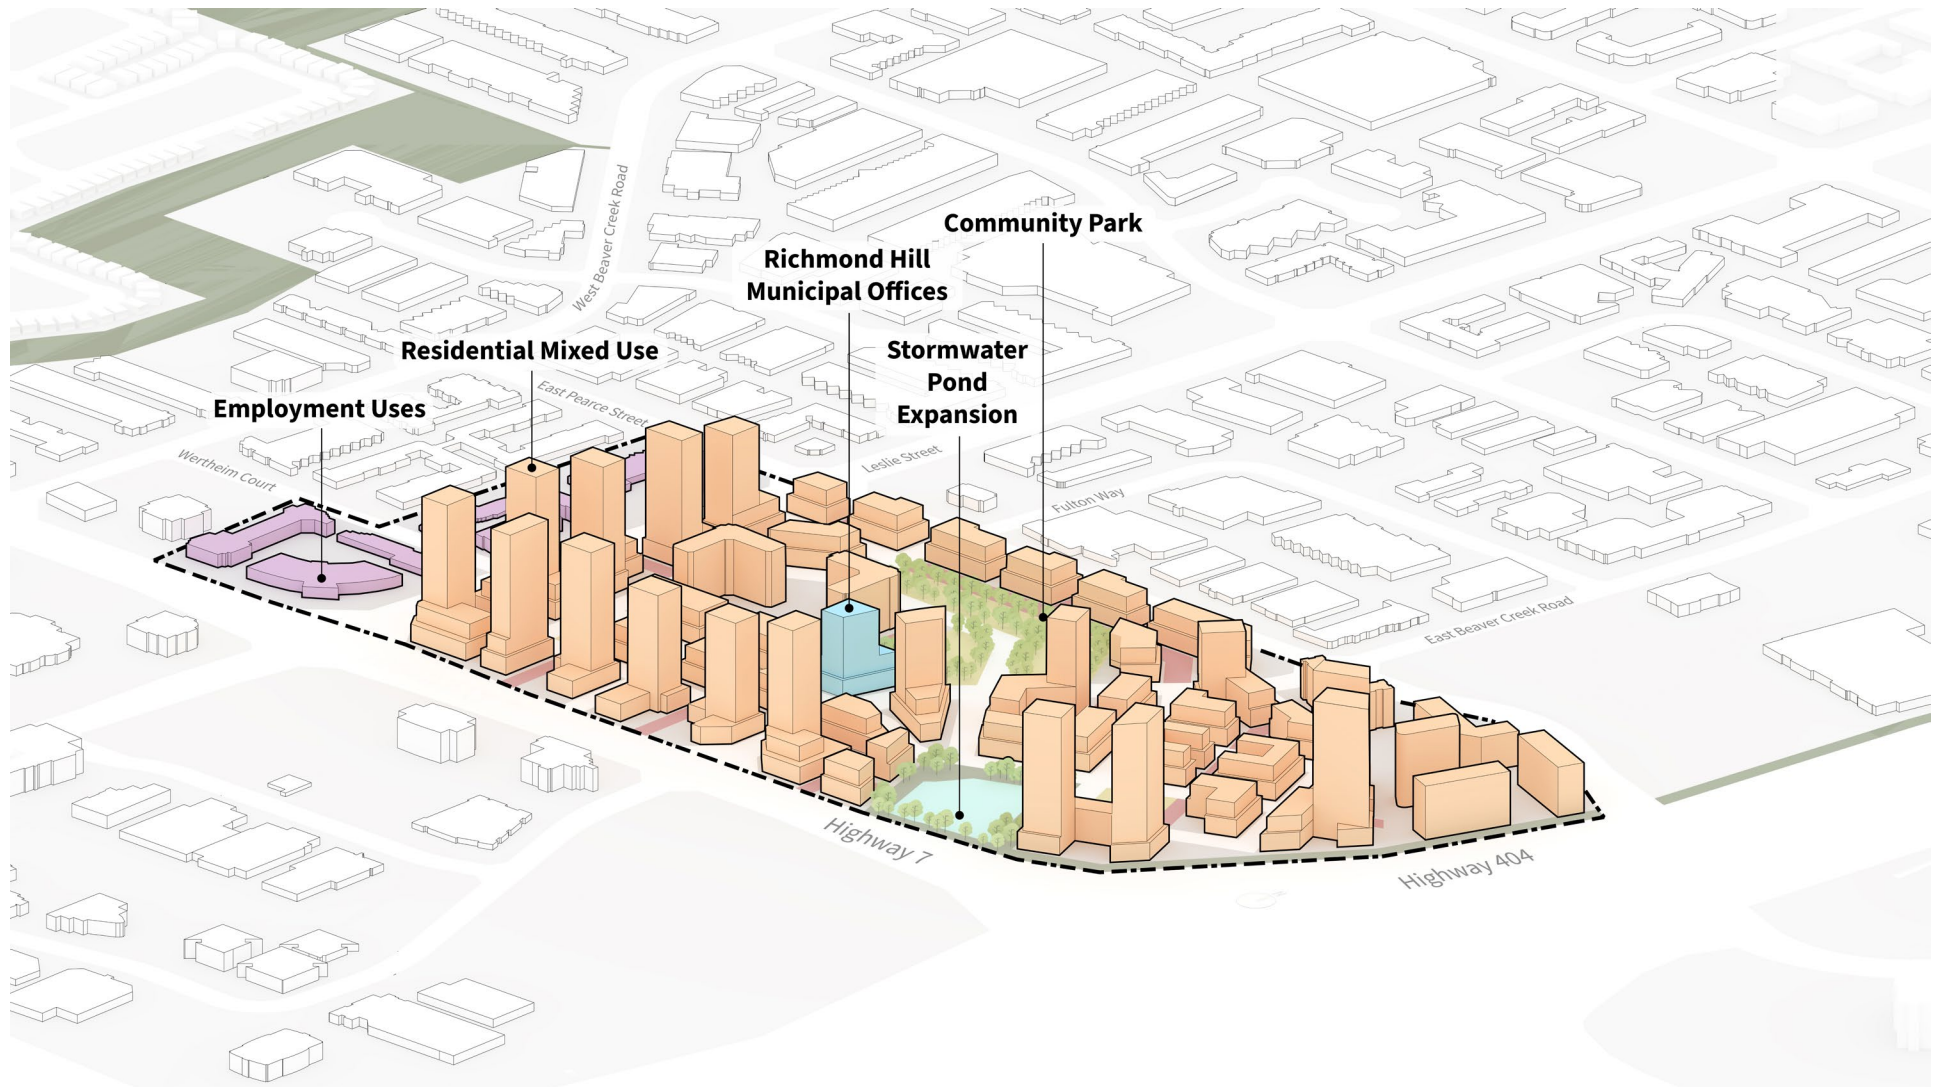 West Beaver Creek Road
Community Park
Richmond Hill
Municipal Offices
Residential Mixed Use
Stormwater
Pond
Expansion
East Pearce Street
Employment Uses
Wertheim Court
Leslie Street
Fulton Way
East Beaver Creek Road
Highway 7
Highway 404